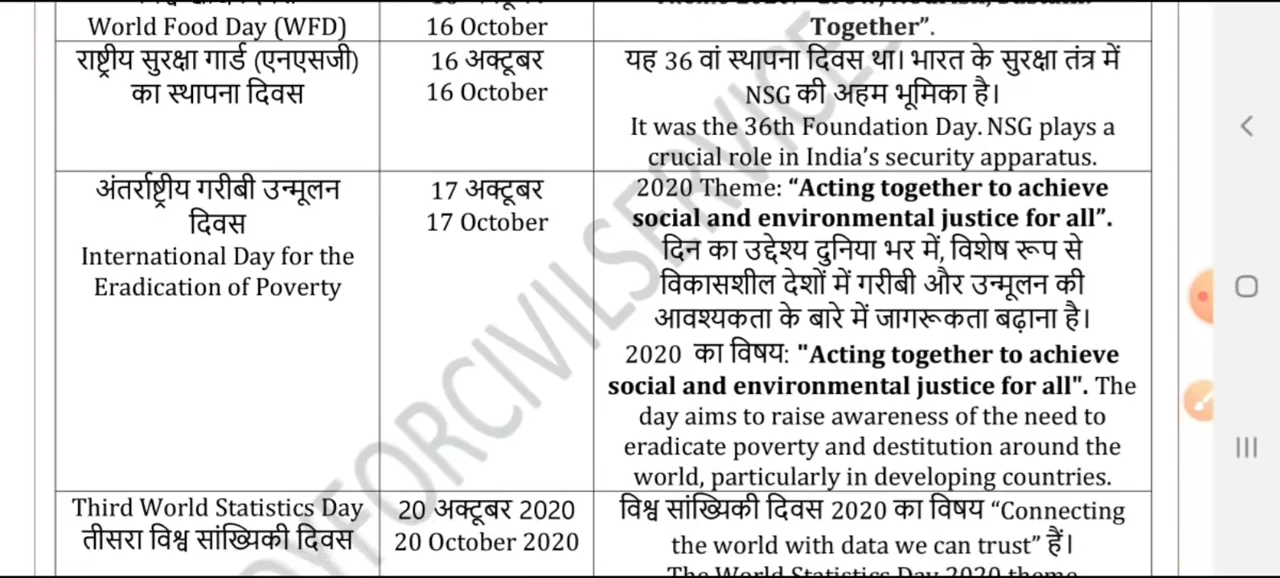 World Food Day (WFD)
16 October
Together”.
राष्ट्रीय सुरक्षा गार्ड (एनएसजी)
का स्थापना दिवस
16 अक्टूबर
16 October
यह 36 वां स्थापना दिवस था। भारत के सुरक्षा तंत्र में
NSG की अहम भूमिका है।
It was the 36th Foundation Day. NSG plays a
crucial role in India’s security apparatus.
अंतर्राष्ट्रीय गरीबी उन्मूलन
दिवस
International Day for the
Eradication of Poverty
17 अक्टूबर
17 October
2020 Theme: “Acting together to achieve
social and environmental justice for all”.
दिन का उद्देश्य दुनिया भर में, विशेष रूप से
विकासशील देशों में गरीबी और उन्मूलन की
आवश्यकता के बारे में जागरूकता बढ़ाना है।
2020 का विषय: "Acting together to achieve
social and environmental justice for all". The
day aims to raise awareness of the need to
eradicate poverty and destitution around the
world, particularly in developing countries.
Third World Statistics Day
तीसरा विश्व सांख्यिकी दिवस
20 अक्टूबर 2020
20 October 2020
विश्व सांख्यिकी दिवस 2020 का विषय “Connecting
the world with data we can trust” हैं।
The World Statistics Day 2020 theme